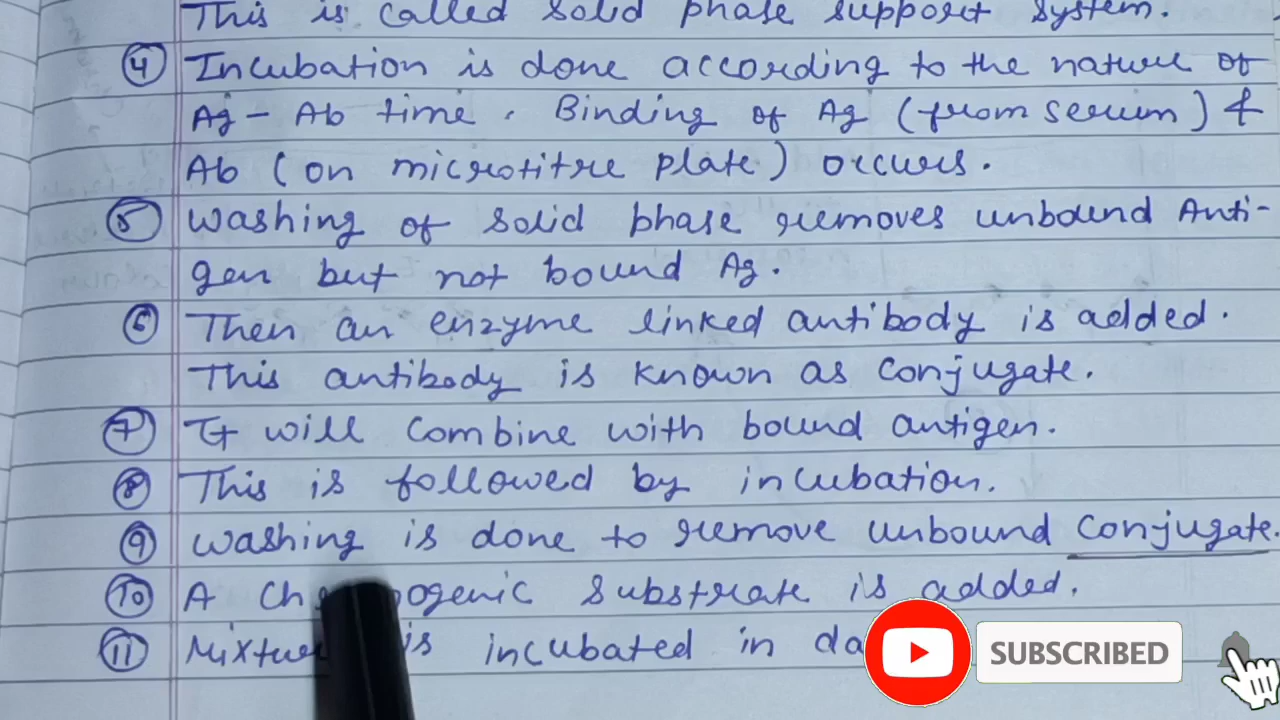 This is called solid phase support system.
4 Incubation is done according to the nature of
Ag - Ab time. Binding of Ag (from serum) &
Ab (on microtitre plate) occurs.
5 Washing of solid phase removes unbound Anti-
gen but not bound Ag.
6 Then an enzyme linked antibody is added.
This antibody is known as conjugate.
7 It will combine with bound antigen.
8 This is followed by incubation.
9 Washing is done to remove unbound conjugate.
10 A substrate is added.
11 is incubated in
SUBSCRIBED